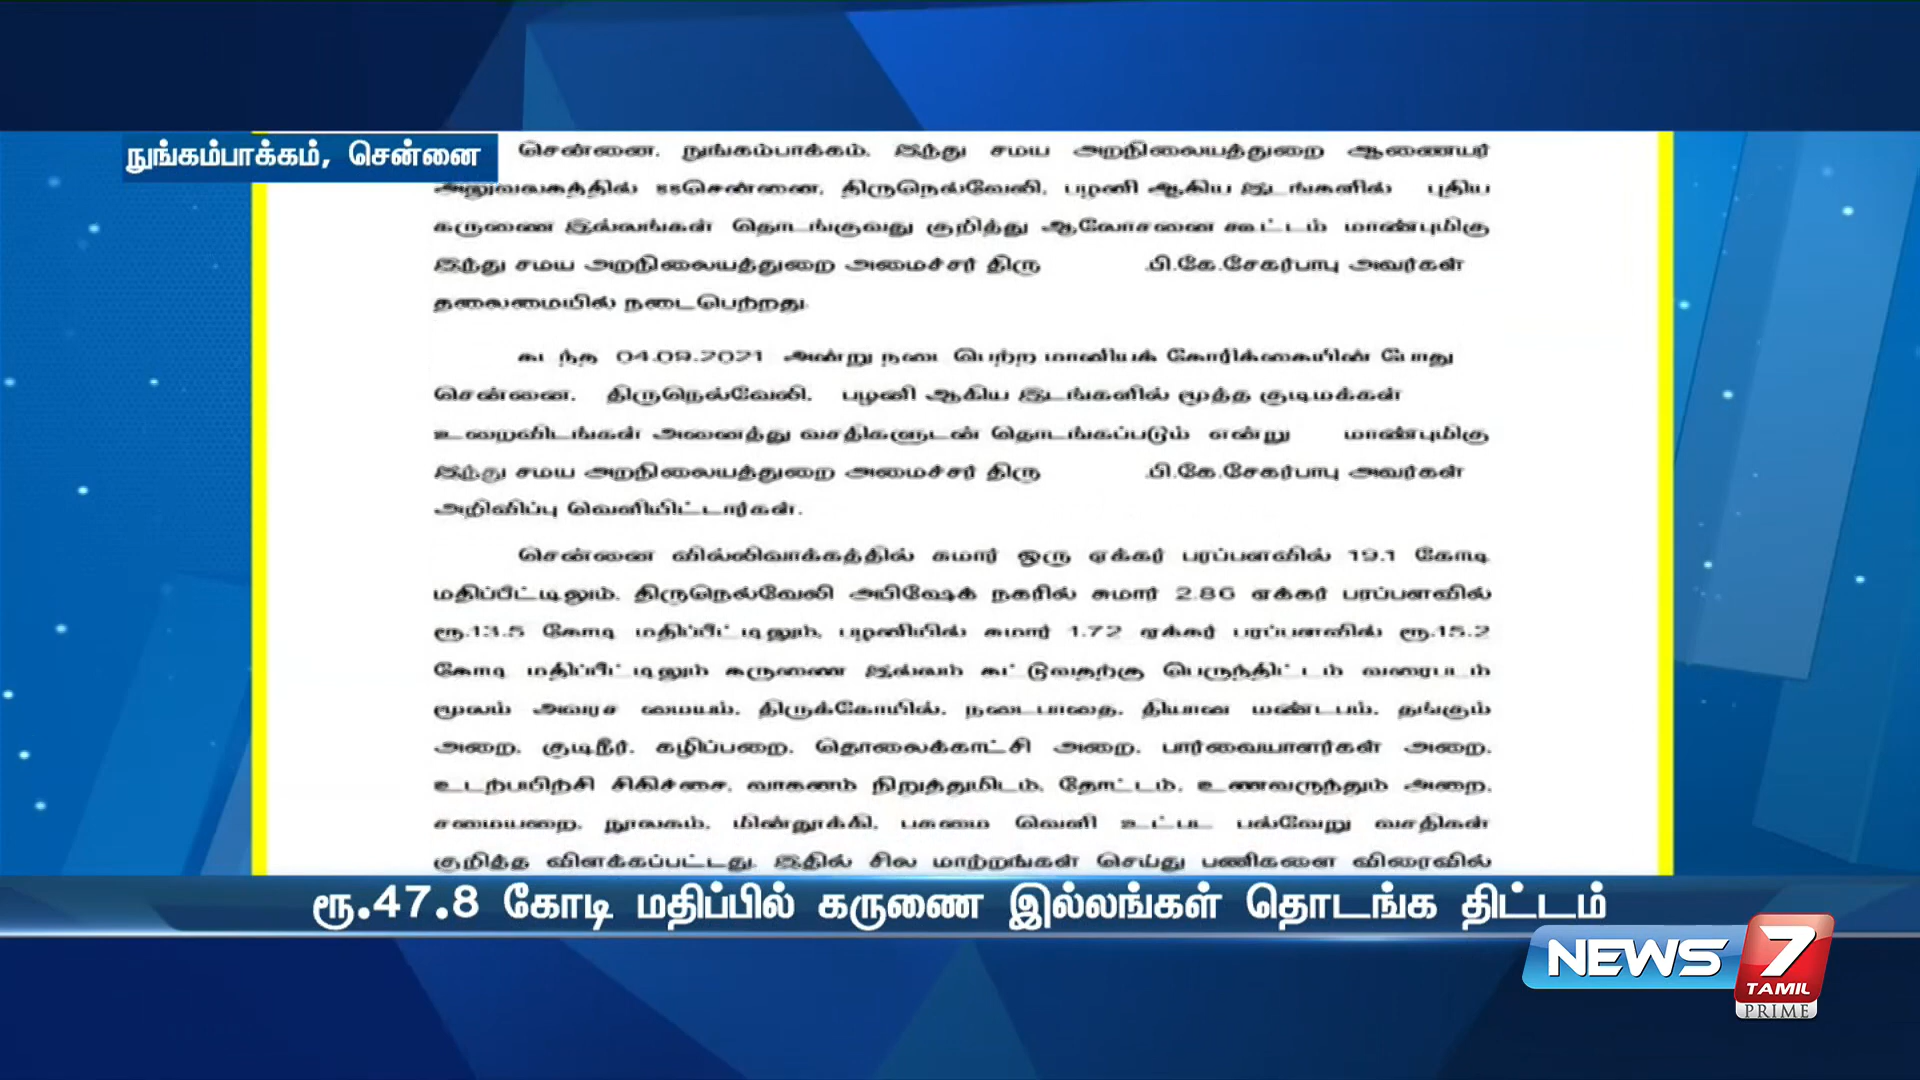 நுங்கம்பாக்கம், சென்னை
சென்னை, நுங்கம்பாக்கம், இந்து சமய அறநிலையத்துறை ஆணையர்
அலுவலகத்தில் ssசென்னை, திருநெல்வேலி, பழனி ஆகிய இடங்களில் புதிய
கருணை இல்லங்கள் தொடங்குவது குறித்து ஆலோசனை கூட்டம் மாண்புமிகு
இந்து சமய அறநிலையத்துறை அமைச்சர் திரு பி.கே.சேகர்பாபு அவர்கள்
தலைமையில் நடைபெற்றது.
கடந்த 04.09.2021 அன்று நடை பெற்ற மானியக் கோரிக்கையின் போது
சென்னை, திருநெல்வேலி, பழனி ஆகிய இடங்களில் மூத்த குடிமக்கள்
உறைவிடங்கள் அனைத்து வசதிகளுடன் தொடங்கப்படும் என்று மாண்புமிகு
இந்து சமய அறநிலையத்துறை அமைச்சர் திரு பி.கே.சேகர்பாபு அவர்கள்
அறிவிப்பு வெளியிட்டார்கள்.
சென்னை வில்லிவாக்கத்தில் சுமார் ஒரு ஏக்கர் பரப்பளவில் 19.1 கோடி
மதிப்பீட்டிலும், திருநெல்வேலி அபிஷேக் நகரில் சுமார் 2.86 ஏக்கர் பரப்பளவில்
ரூ.13.5 கோடி மதிப்பீட்டிலும், பழனியில் சுமார் 1.72 ஏக்கர் பரப்பளவில் ரூ.15.2
கோடி மதிப்பீட்டிலும் கருணை இல்லம் கட்டுவதற்கு பெருந்திட்டம் வரைபடம்
மூலம் அவரச மையம், திருக்கோயில், நடைபாதை, தியான மண்டபம், தங்கும்
அறை, குடிநீர், கழிப்பறை, தொலைக்காட்சி அறை, பார்வையாளர்கள் அறை,
உடற்பயிற்சி சிகிச்சை, வாகனம் நிறுத்துமிடம், தோட்டம், உணவருந்தும் அறை,
சமையறை, நூலகம், மின்தூக்கி, பசுமை வெளி உட்பட பல்வேறு வசதிகள்
குறித்த விளக்கப்பட்டது. இதில் சில மாற்றங்கள் செய்து பணிகளை விரைவில்
ரூ.47.8 கோடி மதிப்பில் கருணை இல்லங்கள் தொடங்க திட்டம்
NEWS 7
TAMIL
PRIME